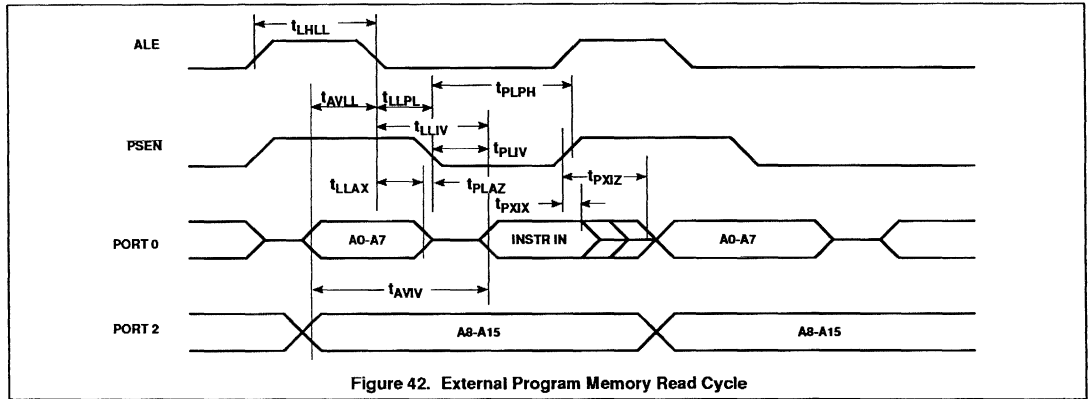 tLHLL
ALE
tPLPH
tAVLL tLLPL
tLLIV
PSEN
tPLIV
tLLAX tPLAZ tPXIZ
tPXIX
PORT 0 A0-A7 INSTR IN A0-A7
tAVIV
PORT 2 A8-A15 A8-A15
Figure 42. External Program Memory Read Cycle